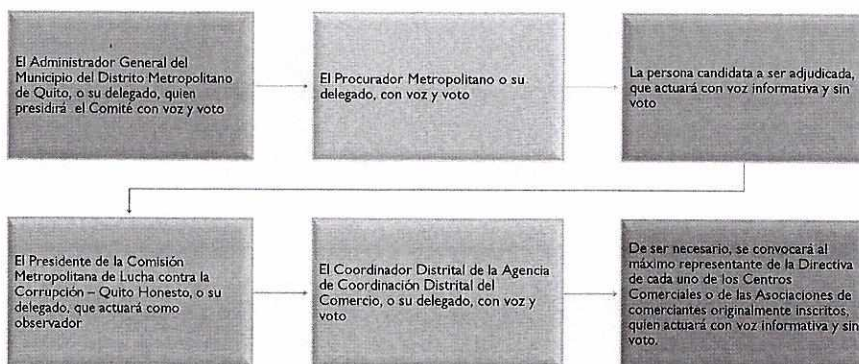 El Administrador General del
Municipio del Distrito Metropolitano
de Quito, o su delegado, quien
presidirá el Comité con voz y voto
El Procurador Metropolitano o su
delegado, con voz y voto
La persona candidata a ser adjudicada,
que actuará con voz informativa y sin
voto
El Presidente de la Comisión
Metropolitana de Lucha contra la
Corrupción – Quito Honesto, o su
delegado, que actuará como
observador
El Coordinador Distrital de la Agencia
de Coordinación Distrital del
Comercio, o su delegado, con voz y
voto
De ser necesario, se convocará al
máximo representante de la Directiva
de cada uno de los Centros
Comerciales o de las Asociaciones de
comerciantes originalmente inscritos,
quien actuará con voz informativa y sin
voto.